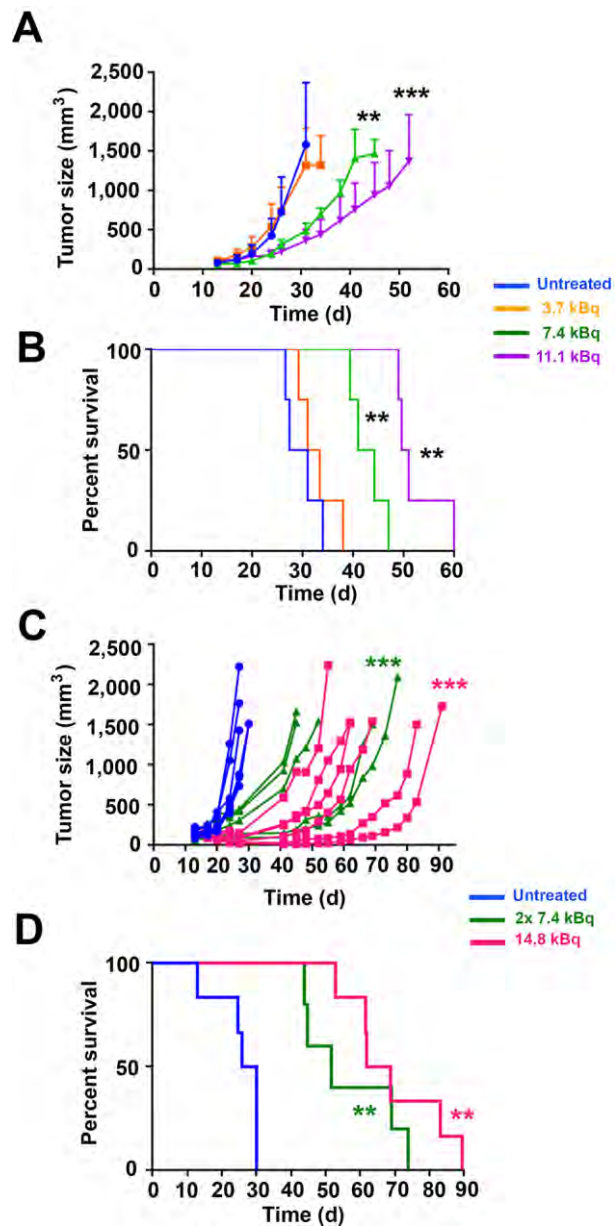 A
Tumor size (mm³)
2,500
2,000
1,500
1,000
500
0
** ***
0 10 20 30 40 50 60
Time (d)
Untreated
3.7 kBq
7.4 kBq
11.1 kBq
B
Percent survival
100
50
0
**
**
0 10 20 30 40 50 60
Time (d)
C
Tumor size (mm³)
2,500
2,000
1,500
1,000
500
0
***
***
0 10 20 30 40 50 60 70 80 90
Time (d)
Untreated
2x 7.4 kBq
14.8 kBq
D
Percent survival
100
50
0
** **
0 10 20 30 40 50 60 70 80 90
Time (d)